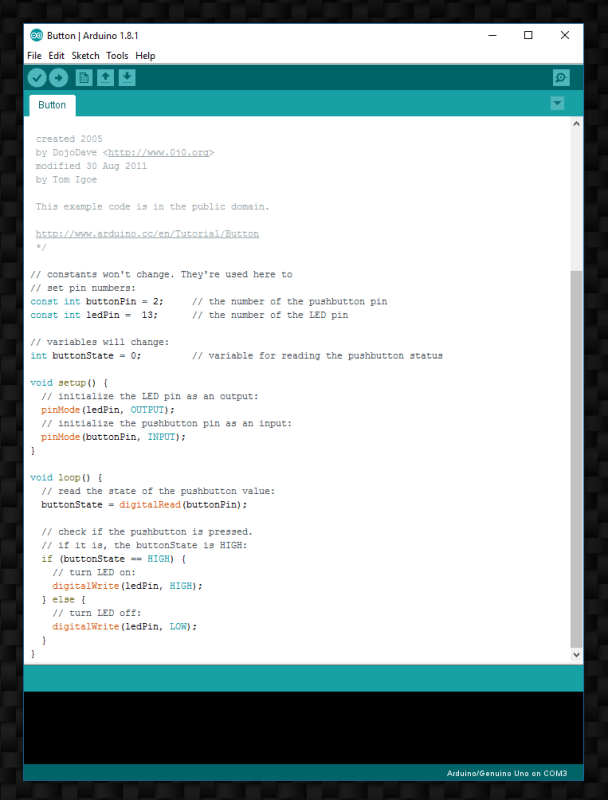 Button | Arduino 1.8.1
File Edit Sketch Tools Help
Button
created 2005
by DojoDave <http://www.0j0.org>
modified 30 Aug 2011
by Tom Igoe
This example code is in the public domain.
http://www.arduino.cc/en/Tutorial/Button
*/
// constants won't change. They're used here to
// set pin numbers:
const int buttonPin = 2;     // the number of the pushbutton pin
const int ledPin =  13;      // the number of the LED pin
// variables will change:
int buttonState = 0;         // variable for reading the pushbutton status
void setup() {
  // initialize the LED pin as an output:
  pinMode(ledPin, OUTPUT);
  // initialize the pushbutton pin as an input:
  pinMode(buttonPin, INPUT);
}
void loop() {
  // read the state of the pushbutton value:
  buttonState = digitalRead(buttonPin);
  // check if the pushbutton is pressed.
  // if it is, the buttonState is HIGH:
  if (buttonState == HIGH) {
    // turn LED on:
    digitalWrite(ledPin, HIGH);
  } else {
    // turn LED off:
    digitalWrite(ledPin, LOW);
  }
}
Arduino/Genuino Uno on COM3